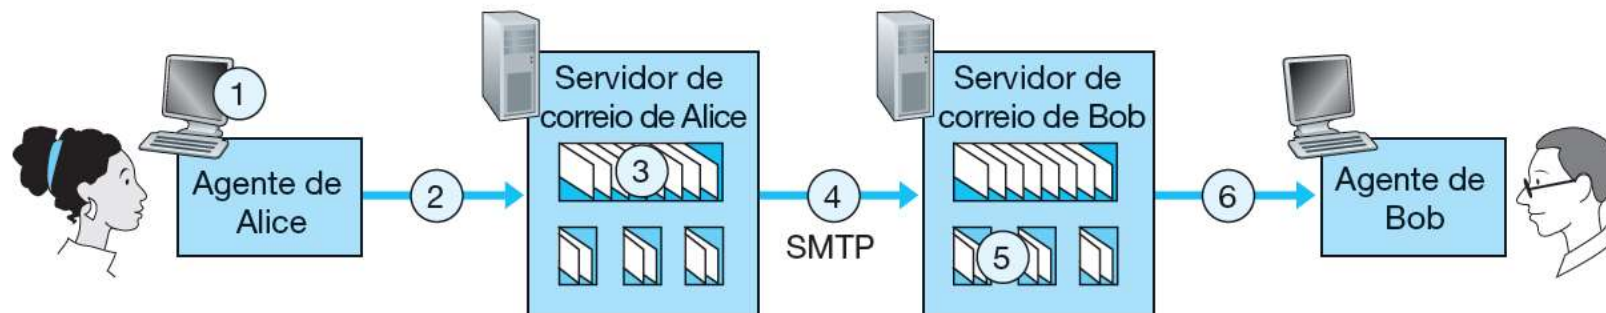 1
Agente de
Alice
2
Servidor de
correio de Alice
3
4
SMTP
Servidor de
correio de Bob
5
6
Agente de
Bob